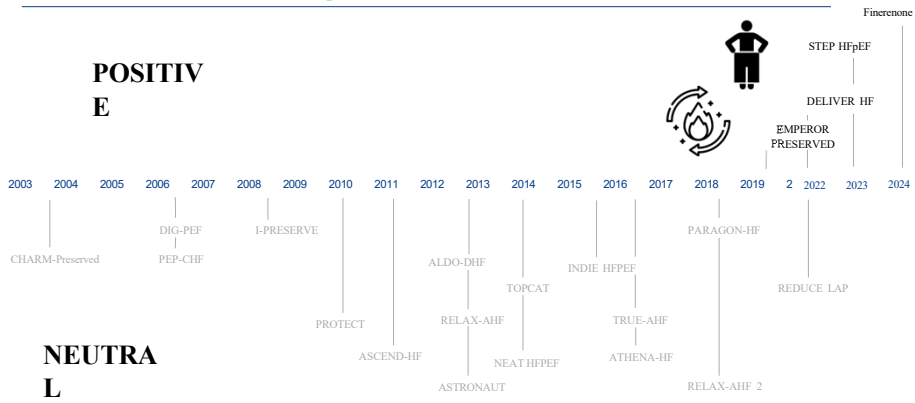 Finerenone
STEP HFpEF
POSITIV
E
DELIVER HF
EMPEROR
PRESERVED
2003 2004 2005 2006 2007 2008 2009 2010 2011 2012 2013 2014 2015 2016 2017 2018 2019 2 2022 2023 2024
DIG-PEF I-PRESERVE PARAGON-HF
CHARM-Preserved PEP-CHF ALDO-DHF INDIE HFPEF
TOPCAT REDUCE LAP
PROTECT RELAX-AHF TRUE-AHF
NEUTRA
L
ASCEND-HF NEAT HFPEF ATHENA-HF
ASTRONAUT RELAX-AHF 2